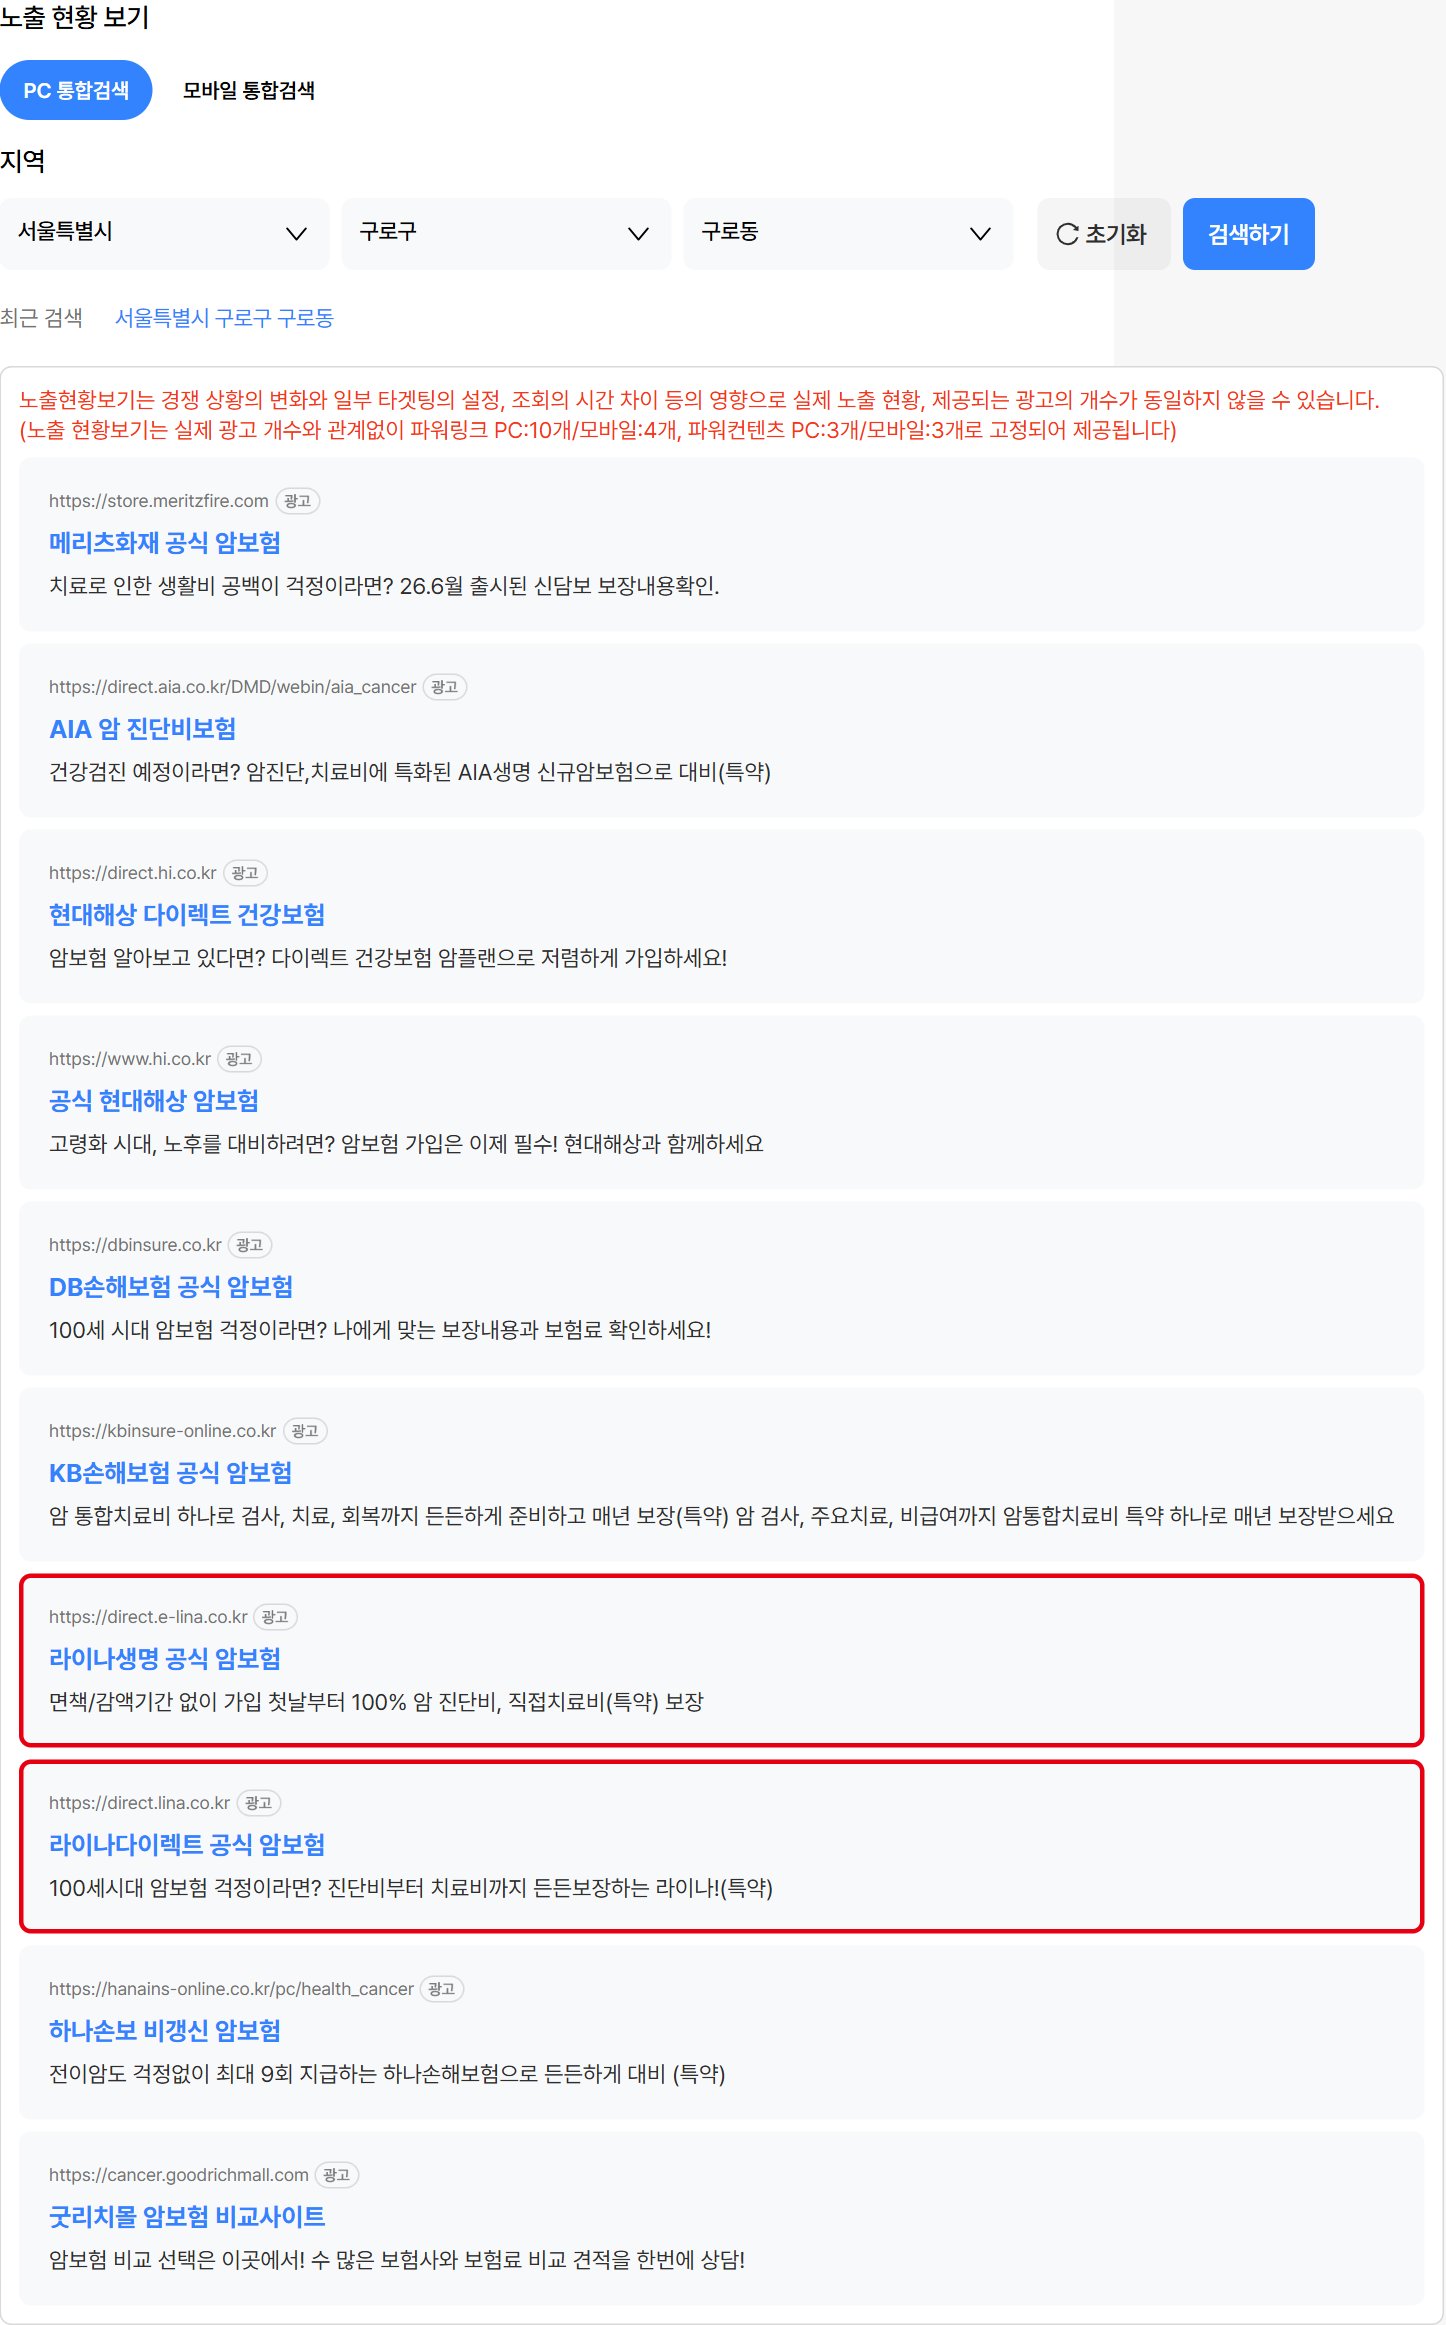 노출 현황 보기
PC 통합검색 모바일 통합검색
지역
서울특별시 구로구 구로동 초기화 검색하기
최근 검색 서울특별시 구로구 구로동
노출현황보기는 경쟁 상황의 변화와 일부 타겟팅의 설정, 조회의 시간 차이 등의 영향으로 실제 노출 현황, 제공되는 광고의 개수가 동일하지 않을 수 있습니다.
(노출 현황보기는 실제 광고 개수와 관계없이 파워링크 PC:10개/모바일:4개, 파워컨텐츠 PC:3개/모바일:3개로 고정되어 제공됩니다)
https://store.meritzfire.com 광고
메리츠화재 공식 암보험
치료로 인한 생활비 공백이 걱정이라면? 26.6월 출시된 신담보 보장내용확인.
https://direct.aia.co.kr/DMD/webin/aia_cancer 광고
AIA 암 진단비보험
건강검진 예정이라면? 암진단,치료비에 특화된 AIA생명 신규암보험으로 대비(특약)
https://direct.hi.co.kr 광고
현대해상 다이렉트 건강보험
암보험 알아보고 있다면? 다이렉트 건강보험 암플랜으로 저렴하게 가입하세요!
https://www.hi.co.kr 광고
공식 현대해상 암보험
고령화 시대, 노후를 대비하려면? 암보험 가입은 이제 필수! 현대해상과 함께하세요
https://dbinsure.co.kr 광고
DB손해보험 공식 암보험
100세 시대 암보험 걱정이라면? 나에게 맞는 보장내용과 보험료 확인하세요!
https://kbinsure-online.co.kr 광고
KB손해보험 공식 암보험
암 통합치료비 하나로 검사, 치료, 회복까지 든든하게 준비하고 매년 보장(특약) 암 검사, 주요치료, 비급여까지 암통합치료비 특약 하나로 매년 보장받으세요
https://direct.e-lina.co.kr 광고
라이나생명 공식 암보험
면책/감액기간 없이 가입 첫날부터 100% 암 진단비, 직접치료비(특약) 보장
https://direct.lina.co.kr 광고
라이나다이렉트 공식 암보험
100세시대 암보험 걱정이라면? 진단비부터 치료비까지 든든보장하는 라이나!(특약)
https://hanains-online.co.kr/pc/health_cancer 광고
하나손보 비갱신 암보험
전이암도 걱정없이 최대 9회 지급하는 하나손해보험으로 든든하게 대비 (특약)
https://cancer.goodrichmall.com 광고
굿리치몰 암보험 비교사이트
암보험 비교 선택은 이곳에서! 수 많은 보험사와 보험료 비교 견적을 한번에 상담!